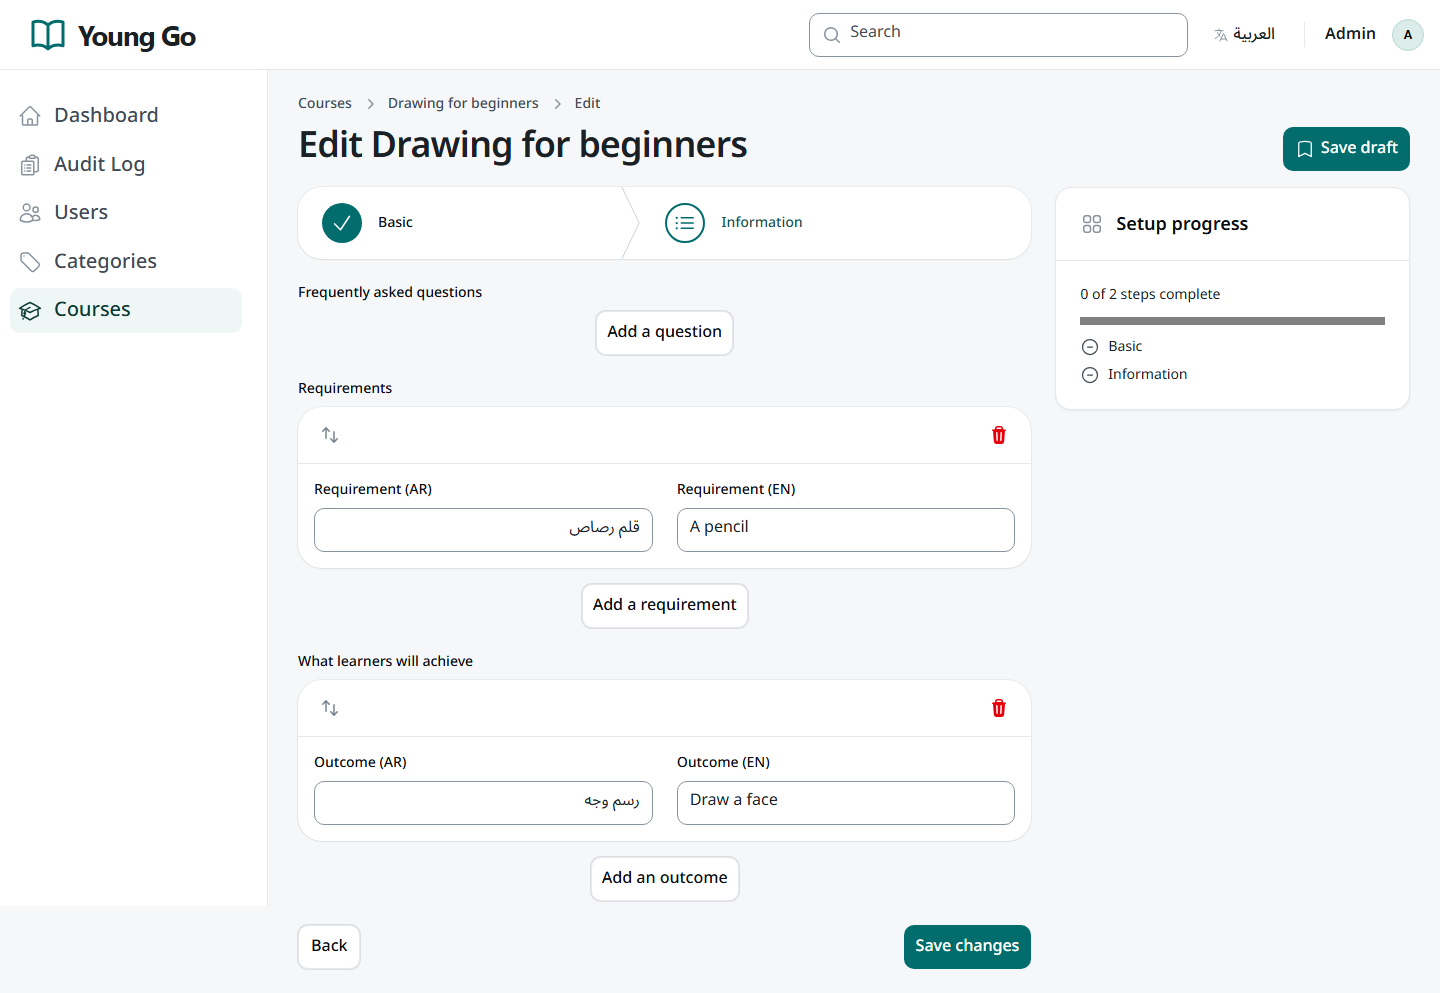 Young Go
Search
العربية
Admin
A
Dashboard
Audit Log
Users
Categories
Courses
Courses
Drawing for beginners
Edit
Edit Drawing for beginners
Save draft
Basic
Information
Setup progress
0 of 2 steps complete
Basic
Information
Frequently asked questions
Add a question
Requirements
Requirement (AR)
Requirement (EN)
قلم رصاص
A pencil
Add a requirement
What learners will achieve
Outcome (AR)
Outcome (EN)
رسم وجه
Draw a face
Add an outcome
Back
Save changes